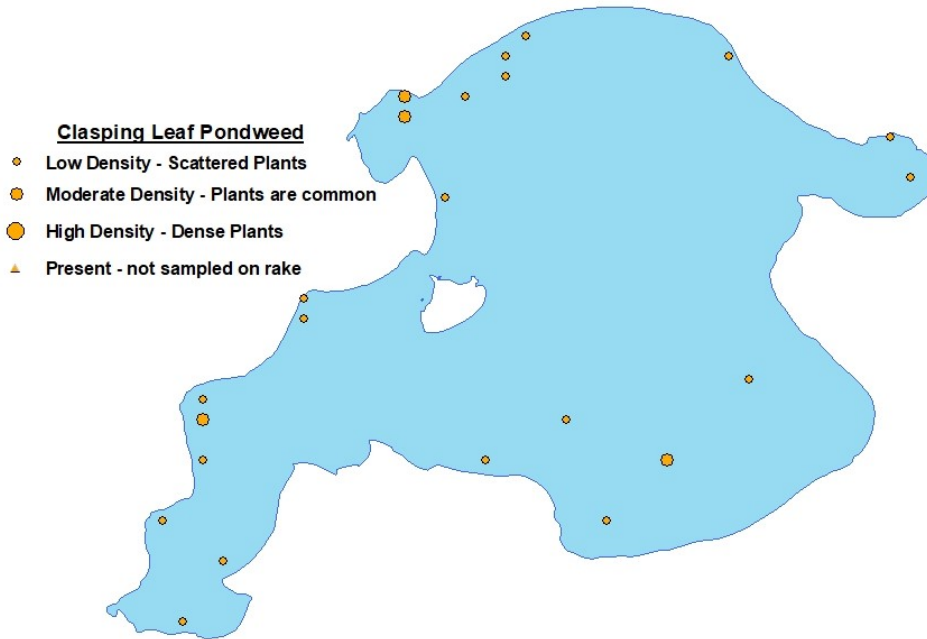 Clasping Leaf Pondweed
Low Density - Scattered Plants
Moderate Density - Plants are common
High Density - Dense Plants
Present - not sampled on rake